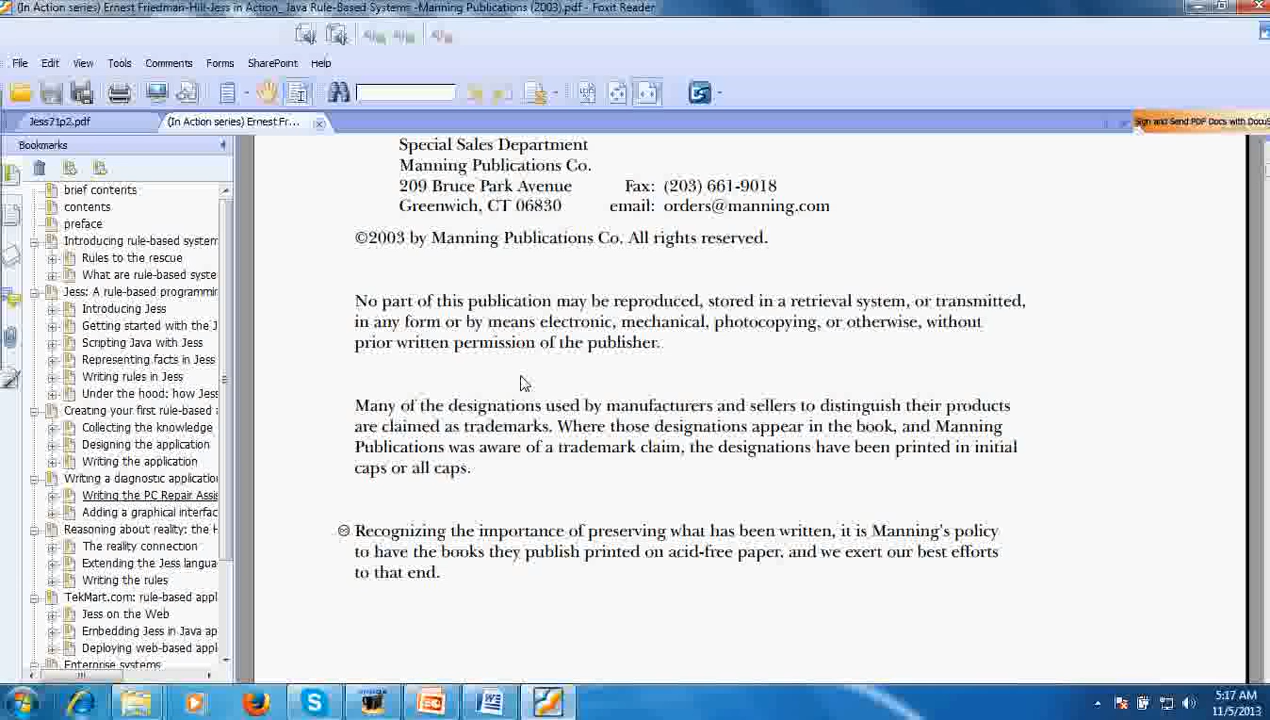 (In Action series) Ernest Friedman-Hill-Jess in Action_ Java Rule-Based Systems -Manning Publications (2003).pdf - Foxit Reader
File Edit View Tools Comments Forms SharePoint Help
Jess71p2.pdf (In Action series) Ernest Fr... Sign and Send PDF Docs with DocuS
Bookmarks
brief contents
contents
preface
Introducing rule-based system
Rules to the rescue
What are rule-based syste
Jess: A rule-based programmin
Introducing Jess
Getting started with the J
Scripting Java with Jess
Representing facts in Jess
Writing rules in Jess
Under the hood: how Jess
Creating your first rule-based a
Collecting the knowledge
Designing the application
Writing the application
Writing a diagnostic application
Writing the PC Repair Assi
Adding a graphical interfac
Reasoning about reality: the H
The reality connection
Extending the Jess langua
Writing the rules
TekMart.com: rule-based appl
Jess on the Web
Embedding Jess in Java ap
Deploying web-based appl
Enterprise systems
Special Sales Department
Manning Publications Co.
209 Bruce Park Avenue Fax: (203) 661-9018
Greenwich, CT 06830 email: orders@manning.com
©2003 by Manning Publications Co. All rights reserved.
No part of this publication may be reproduced, stored in a retrieval system, or transmitted,
in any form or by means electronic, mechanical, photocopying, or otherwise, without
prior written permission of the publisher.
Many of the designations used by manufacturers and sellers to distinguish their products
are claimed as trademarks. Where those designations appear in the book, and Manning
Publications was aware of a trademark claim, the designations have been printed in initial
caps or all caps.
Recognizing the importance of preserving what has been written, it is Manning's policy
to have the books they publish printed on acid-free paper, and we exert our best efforts
to that end.
5:17 AM
11/5/2013